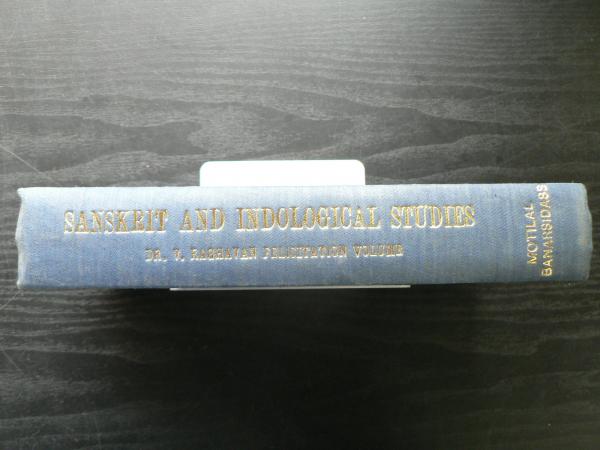 SANSKRIT AND INDOLOGICAL STUDIES
DR. V. RAGHAVAN FELICITATION VOLUME
MOTILAL
BANARSIDASS